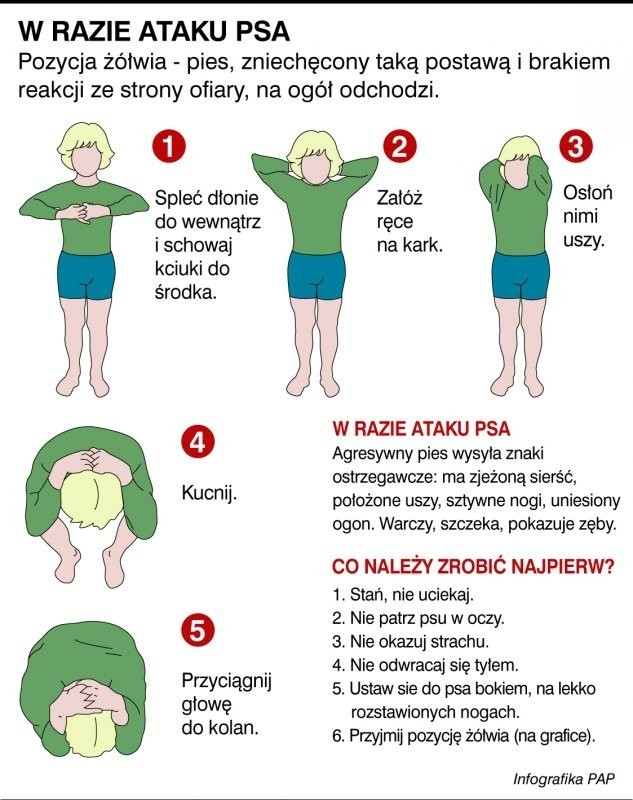 W RAZIE ATAKU PSA
Pozycja żółwia - pies, zniechęcony taką postawą i brakiem
reakcji ze strony ofiary, na ogół odchodzi.
1
Spleć dłonie
do wewnątrz
i schowaj
kciuki do
środka.
2
Załóż
ręce
na kark.
3
Osłoń
nimi
uszy.
4
Kucnij.
5
Przyciągnij
głowę
do kolan.
W RAZIE ATAKU PSA
Agresywny pies wysyła znaki
ostrzegawcze: ma zjeżoną sierść,
położone uszy, sztywne nogi, uniesiony
ogon. Warczy, szczeka, pokazuje zęby.
CO NALEŻY ZROBIĆ NAJPIERW?
1. Stań, nie uciekaj.
2. Nie patrz psu w oczy.
3. Nie okazuj strachu.
4. Nie odwracaj się tyłem.
5. Ustaw sie do psa bokiem, na lekko
rozstawionych nogach.
6. Przyjmij pozycję żółwia (na grafice).
Infografika PAP